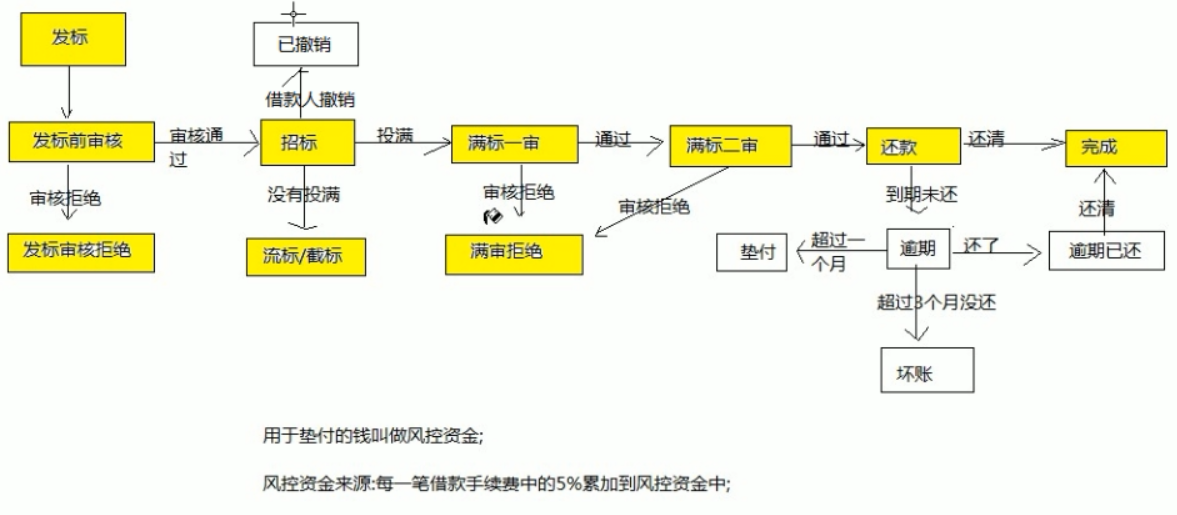 发标
已撤销
借款人撤销
发标前审核
审核通
过
招标
投满
满标一审
通过
满标二审
通过
还款
还清
完成
审核拒绝
没有投满
审核拒绝
审核拒绝
到期未还
还清
发标审核拒绝
流标/截标
满审拒绝
垫付
超过一
个月
逾期
还了
逾期已还
超过3个月没还
坏账
用于垫付的钱叫做风控资金;
风控资金来源:每一笔借款手续费中的5%累加到风控资金中;